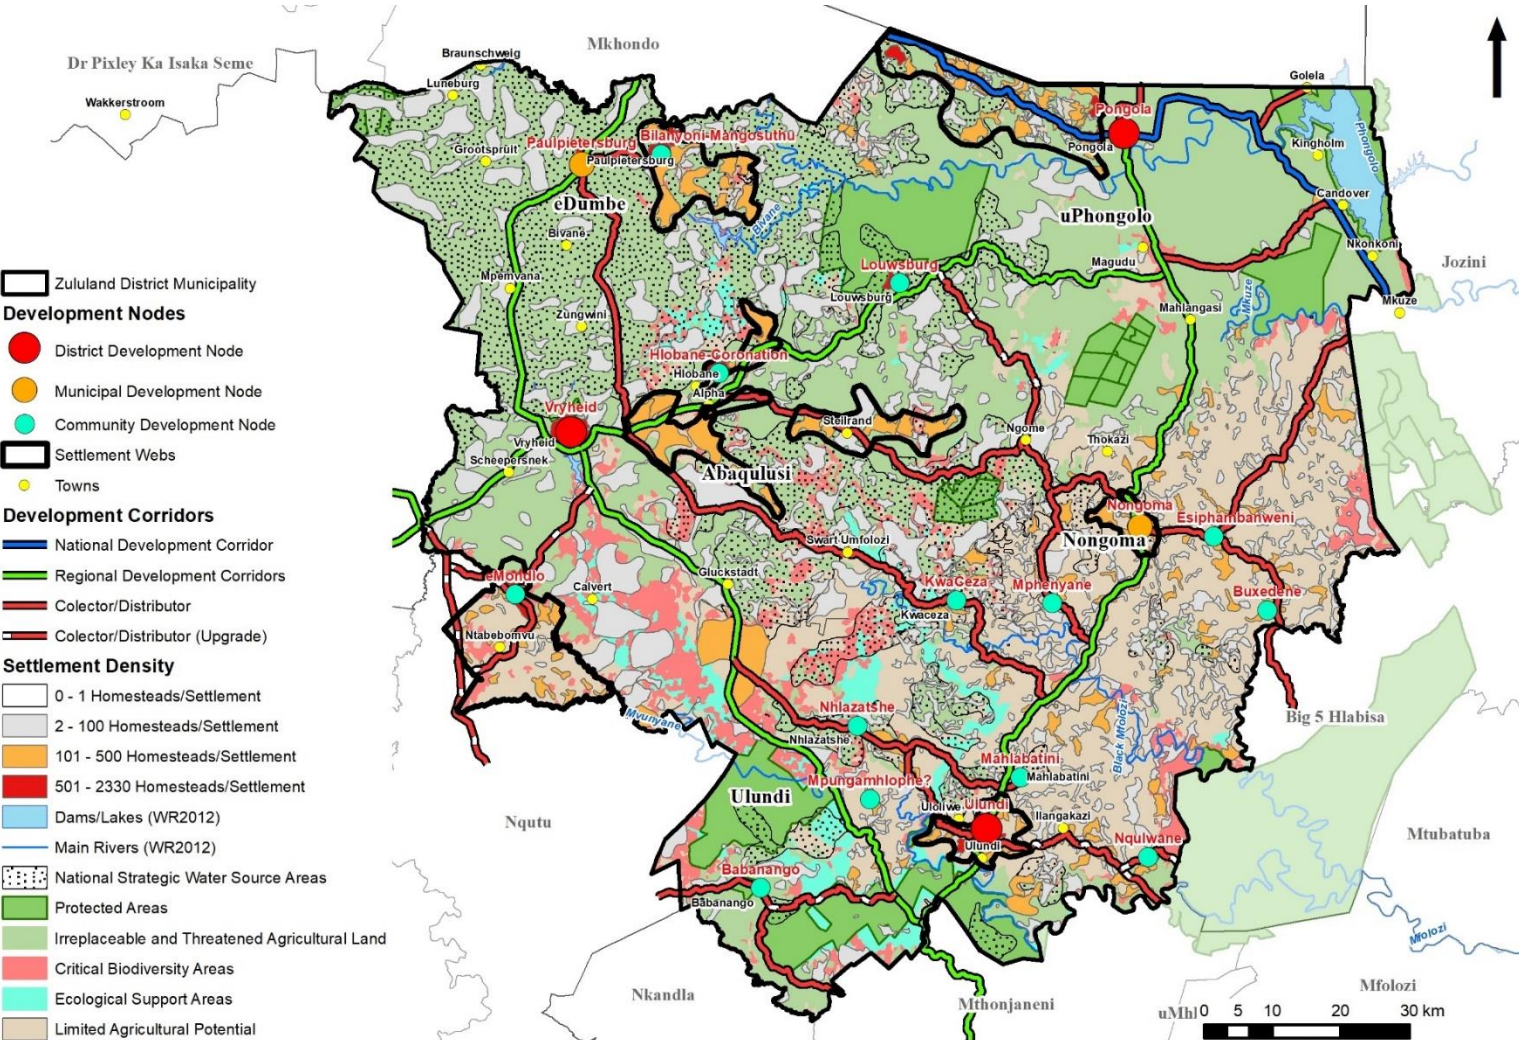 Mkhondo
Dr Pixley Ka Isaka Seme
Braunschweig
Luneburg
Golela
Wakkerstroom
Pongola
Pongola
Phongolo
Paulpietersburg
Bilanyoni-Mangosuthu
Paulpietersburg
Grootspruit
Kingholm
eDumbe
Candover
uPhongolo
Bivane
Bivane
Nkonkoni
Louwsburg
Magudu
Jozini
Mpemvana
Louwsburg
Mkuze
Mkuze
Mahlangasi
Zungwini
Hlobane-Coronation
Hlobane
Alpha
Vryheid
Steilrand
Vryheid
Ngome
Thokazi
Scheepersnek
Abaqulusi
Nongoma
Esiphambanweni
Nongoma
Swart Umfolozi
Gluckstadt
eMondlo
KwaCeza
Mphenyane
Calvert
Buxedene
Kwaceza
Ntabebomvu
Nhlazatshe
Mvunyane
Big 5 Hlabisa
Black Mfolozi
Nhlazatshe
Mahlabatini
Mahlabatini
Mpungamhlophe?
Ulundi
Uloliwe
Ulundi
Ilangakazi
Nqutu
Mtubatuba
Ulundi
Nqulwane
Babanango
Babanango
Mfolozi
Nkandla
Mthonjaneni
Mfolozi
uMhl
0 5 10 20 30 km
Zululand District Municipality
Development Nodes
District Development Node
Municipal Development Node
Community Development Node
Settlement Webs
Towns
Development Corridors
National Development Corridor
Regional Development Corridors
Colector/Distributor
Colector/Distributor (Upgrade)
Settlement Density
0 - 1 Homesteads/Settlement
2 - 100 Homesteads/Settlement
101 - 500 Homesteads/Settlement
501 - 2330 Homesteads/Settlement
Dams/Lakes (WR2012)
Main Rivers (WR2012)
National Strategic Water Source Areas
Protected Areas
Irreplaceable and Threatened Agricultural Land
Critical Biodiversity Areas
Ecological Support Areas
Limited Agricultural Potential